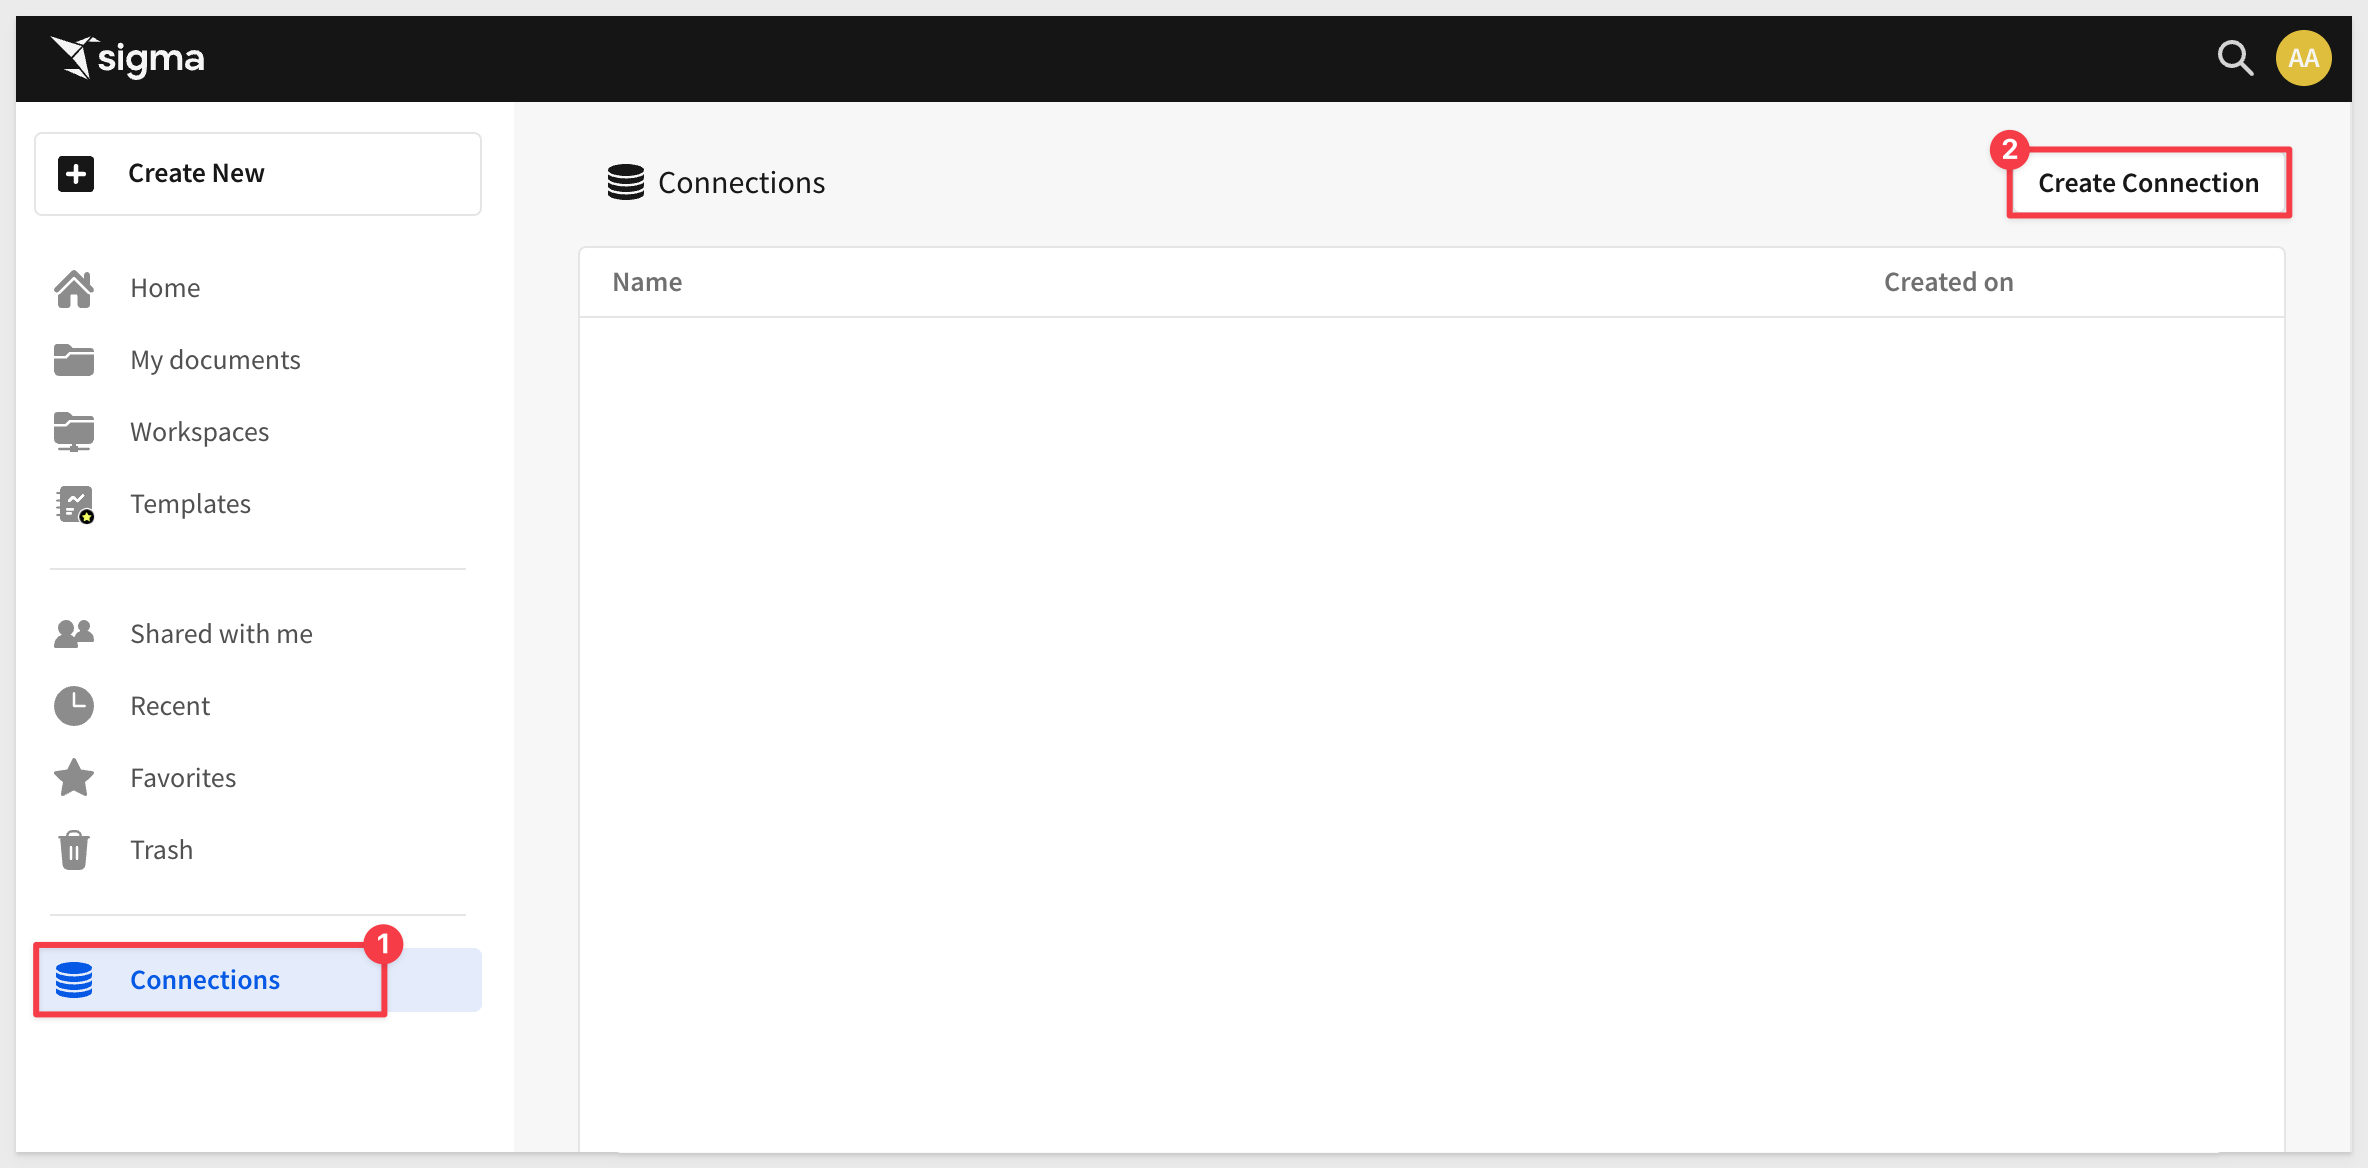 sigma
AA
Create New
Home
My documents
Workspaces
Templates
Shared with me
Recent
Favorites
Trash
1
Connections
Connections
2
Create Connection
Name
Created on